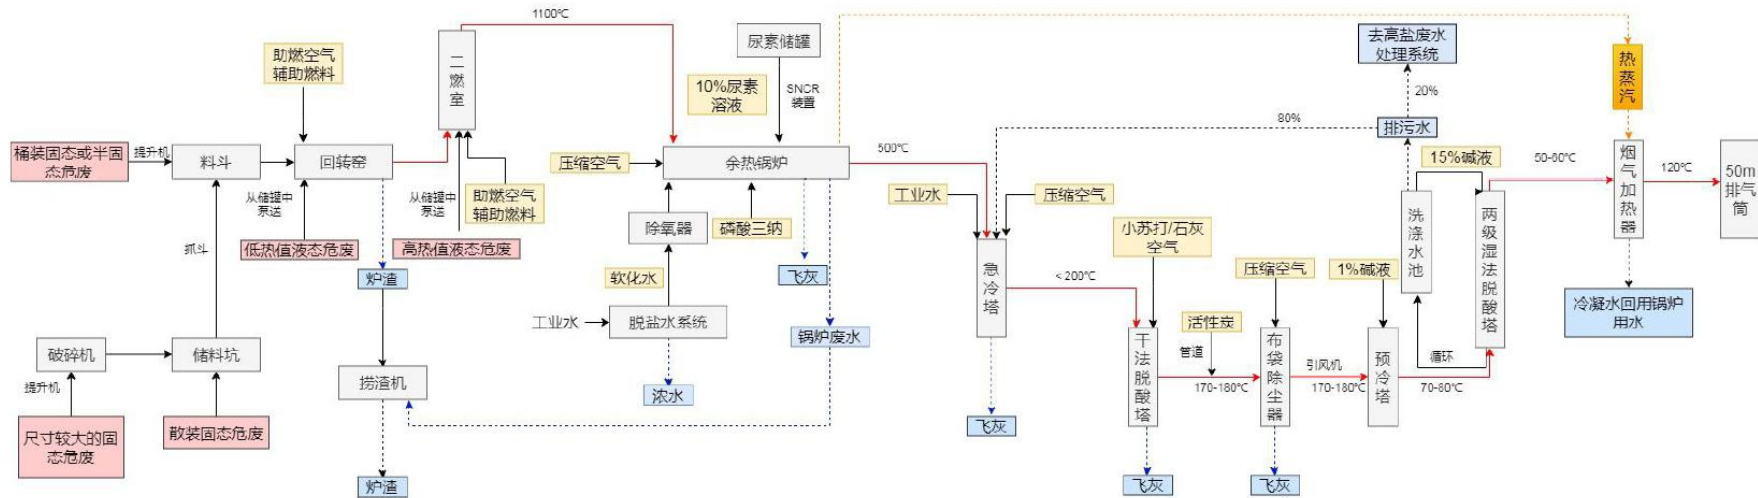 1100℃
助燃空气
辅助燃料
二燃室
尿素储罐
10%尿素
溶液
SNCR
装置
去高盐废水
处理系统
热蒸汽
20%
80%
排污水
桶装固态或半固
态危废
提升机
料斗
回转窑
压缩空气
余热锅炉
500℃
15%碱液
50-60℃
烟气加热器
120℃
50m
排气
筒
从储罐中
泵送
从储罐中
泵送
助燃空气
辅助燃料
除氧器
磷酸三纳
工业水
压缩空气
洗涤水池
两级湿法脱酸塔
抓斗
低热值液态危废
高热值液态危废
小苏打/石灰
空气
炉渣
软化水
飞灰
急冷塔
<200℃
压缩空气
1%碱液
冷凝水回用锅炉
用水
工业水
脱盐水系统
锅炉废水
活性炭
管道
干法脱酸塔
170-180℃
布袋除尘器
引风机
170-180℃
预冷塔
循环
70-80℃
破碎机
储料坑
提升机
捞渣机
浓水
尺寸较大的固
态危废
散装固态危废
飞灰
炉渣
飞灰
飞灰